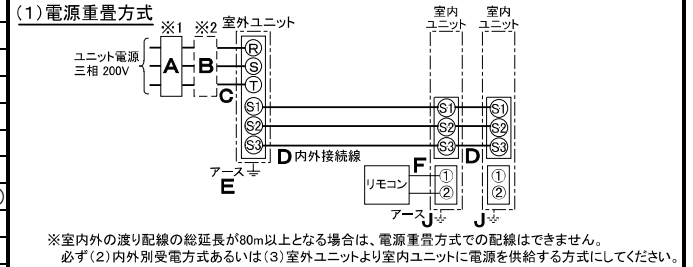 (1)電源重畳方式
※1
※2
室外ユニット
室内
ユニット
室内
ユニット
ユニット電源
三相 200V
A
B
C
R
S
T
S1
S2
S3
S1
S2
S3
S1
S2
S3
D 内外接続線
D
アース
E
リモコン
F
①
②
①
②
アース
J
J
※室内外の渡り配線の総延長が80m以上となる場合は、電源重畳方式での配線はできません。
必ず(2)内外別受電方式あるいは(3)室外ユニットより室内ユニットに電源を供給する方式にしてください。